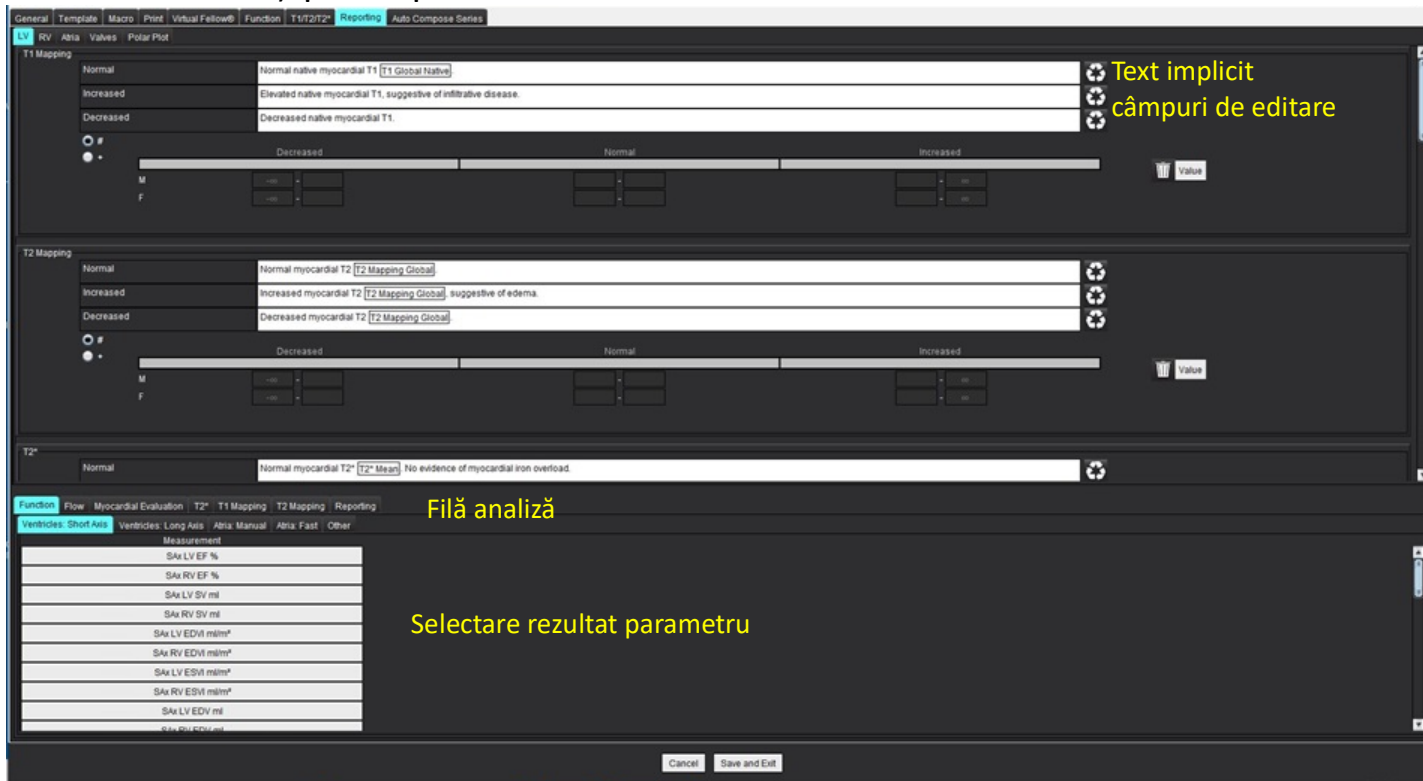 General Template Macro Print Virtual Fellow® Function T1/T2/T2* Reporting Auto Compose Series
LV RV Atria Valves Polar Plot
T1 Mapping
Normal Normal native myocardial T1 T1 Global Native.
Increased Elevated native myocardial T1, suggestive of infiltrative disease.
Decreased Decreased native myocardial T1.
Text implicit
câmpuri de editare
#
Decreased Normal Increased
Value
M -∞ - - - ∞
F -∞ - - - ∞
T2 Mapping
Normal Normal myocardial T2 T2 Mapping Global.
Increased Increased myocardial T2 T2 Mapping Global, suggestive of edema.
Decreased Decreased myocardial T2 T2 Mapping Global.
#
Decreased Normal Increased
Value
M -∞ - - - ∞
F -∞ - - - ∞
T2*
Normal Normal myocardial T2* T2* Mean. No evidence of myocardial iron overload.
Function Flow Myocardial Evaluation T2* T1 Mapping T2 Mapping Reporting
Filă analiză
Ventricles: Short Axis Ventricles: Long Axis Atria: Manual Atria: Fast Other
Measurement
SAx LV EF %
SAx RV EF %
SAx LV SV ml
SAx RV SV ml
Selectare rezultat parametru
SAx LV EDVI ml/m²
SAx RV EDVI ml/m²
SAx LV ESVI ml/m²
SAx RV ESVI ml/m²
SAx LV EDV ml
SAx RV EDV ml
Cancel Save and Exit